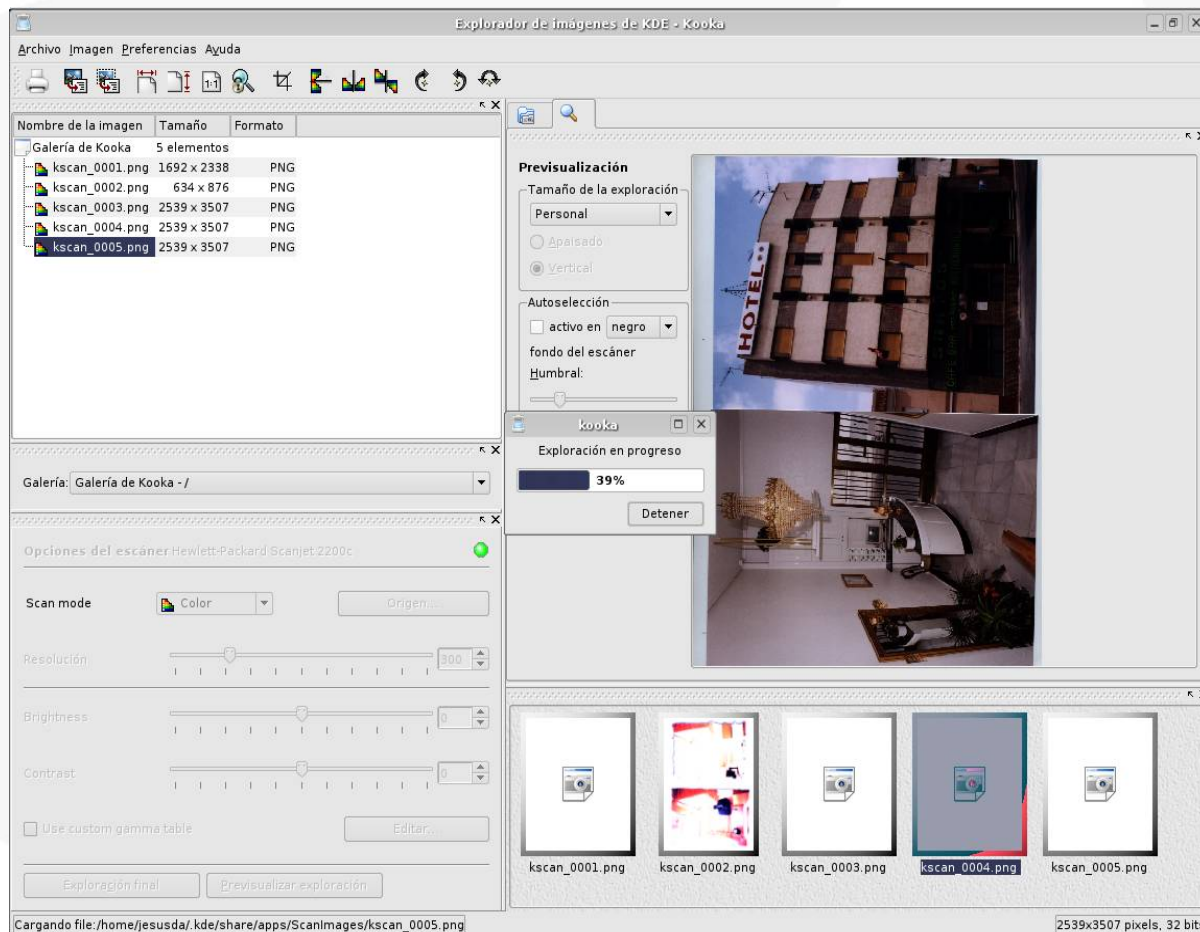 Explorador de imágenes de KDE - Kooka
Archivo Imagen Preferencias Ayuda
Nombre de la imagen Tamaño Formato
Galería de Kooka 5 elementos
kscan_0001.png 1692 x 2338 PNG
kscan_0002.png 634 x 876 PNG
kscan_0003.png 2539 x 3507 PNG
kscan_0004.png 2539 x 3507 PNG
kscan_0005.png 2539 x 3507 PNG
Galería: Galería de Kooka - /
Opciones del escáner Hewlett-Packard Scanjet 2200c
Scan mode Color Origen...
Resolución 300
Brightness 0
Contrast 0
Use custom gamma table Editar...
Exploración final Previsualizar exploración
Previsualización
Tamaño de la exploración
Personal
Apaisado
Vertical
Autoselección
activo en negro
fondo del escáner
Humbral:
HOTEL
kooka
Exploración en progreso
39%
Detener
kscan_0001.png kscan_0002.png kscan_0003.png kscan_0004.png kscan_0005.png
Cargando file:/home/jesusda/.kde/share/apps/ScanImages/kscan_0005.png
2539x3507 pixels, 32 bit